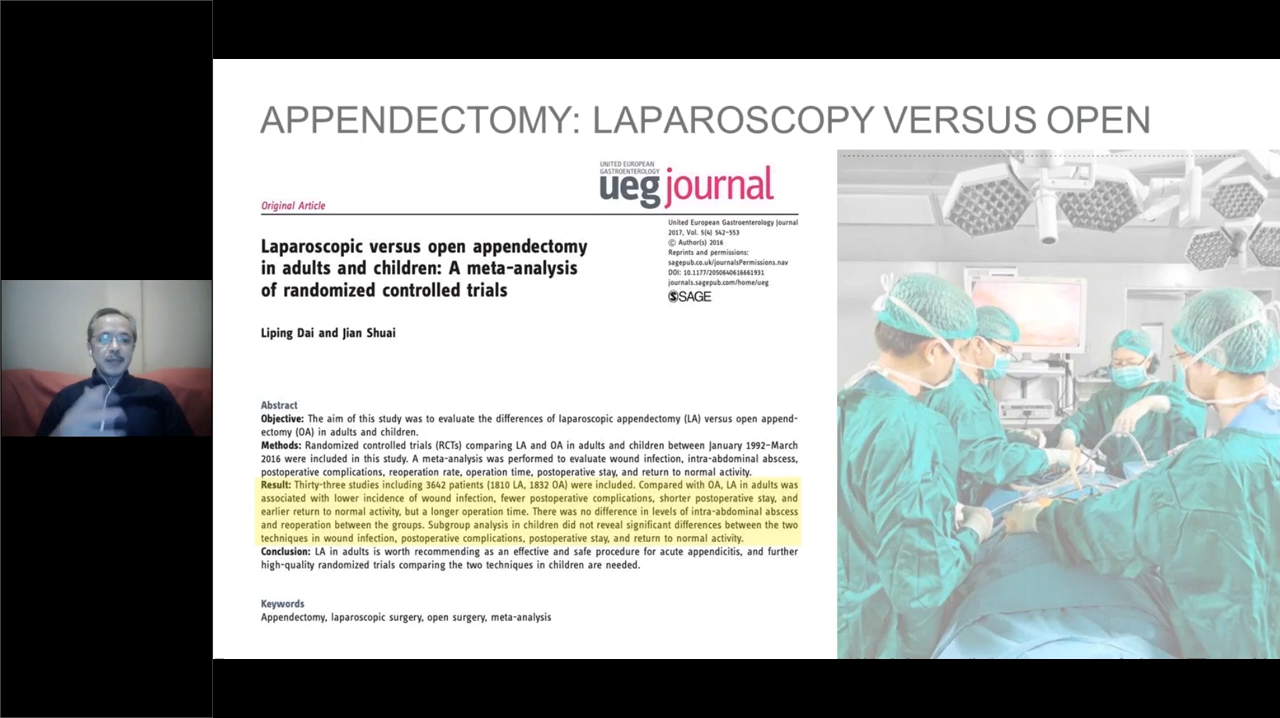 APPENDECTOMY: LAPAROSCOPY VERSUS OPEN
UNITED EUROPEAN
GASTROENTEROLOGY
ueg journal
Original Article
Laparoscopic versus open appendectomy
in adults and children: A meta-analysis
of randomized controlled trials
United European Gastroenterology Journal
2017, Vol. 5(4) 542–553
© Author(s) 2016
Reprints and permissions:
sagepub.co.uk/journalsPermissions.nav
DOI: 10.1177/2050640616661931
journals.sagepub.com/home/ueg
SAGE
Liping Dai and Jian Shuai
Abstract
Objective: The aim of this study was to evaluate the differences of laparoscopic appendectomy (LA) versus open append-
ectomy (OA) in adults and children.
Methods: Randomized controlled trials (RCTs) comparing LA and OA in adults and children between January 1992–March
2016 were included in this study. A meta-analysis was performed to evaluate wound infection, intra-abdominal abscess,
postoperative complications, reoperation rate, operation time, postoperative stay, and return to normal activity.
Result: Thirty-three studies including 3642 patients (1810 LA, 1832 OA) were included. Compared with OA, LA in adults was
associated with lower incidence of wound infection, fewer postoperative complications, shorter postoperative stay, and
earlier return to normal activity, but a longer operation time. There was no difference in levels of intra-abdominal abscess
and reoperation between the groups. Subgroup analysis in children did not reveal significant differences between the two
techniques in wound infection, postoperative complications, postoperative stay, and return to normal activity.
Conclusion: LA in adults is worth recommending as an effective and safe procedure for acute appendicitis, and further
high-quality randomized trials comparing the two techniques in children are needed.
Keywords
Appendectomy, laparoscopic surgery, open surgery, meta-analysis